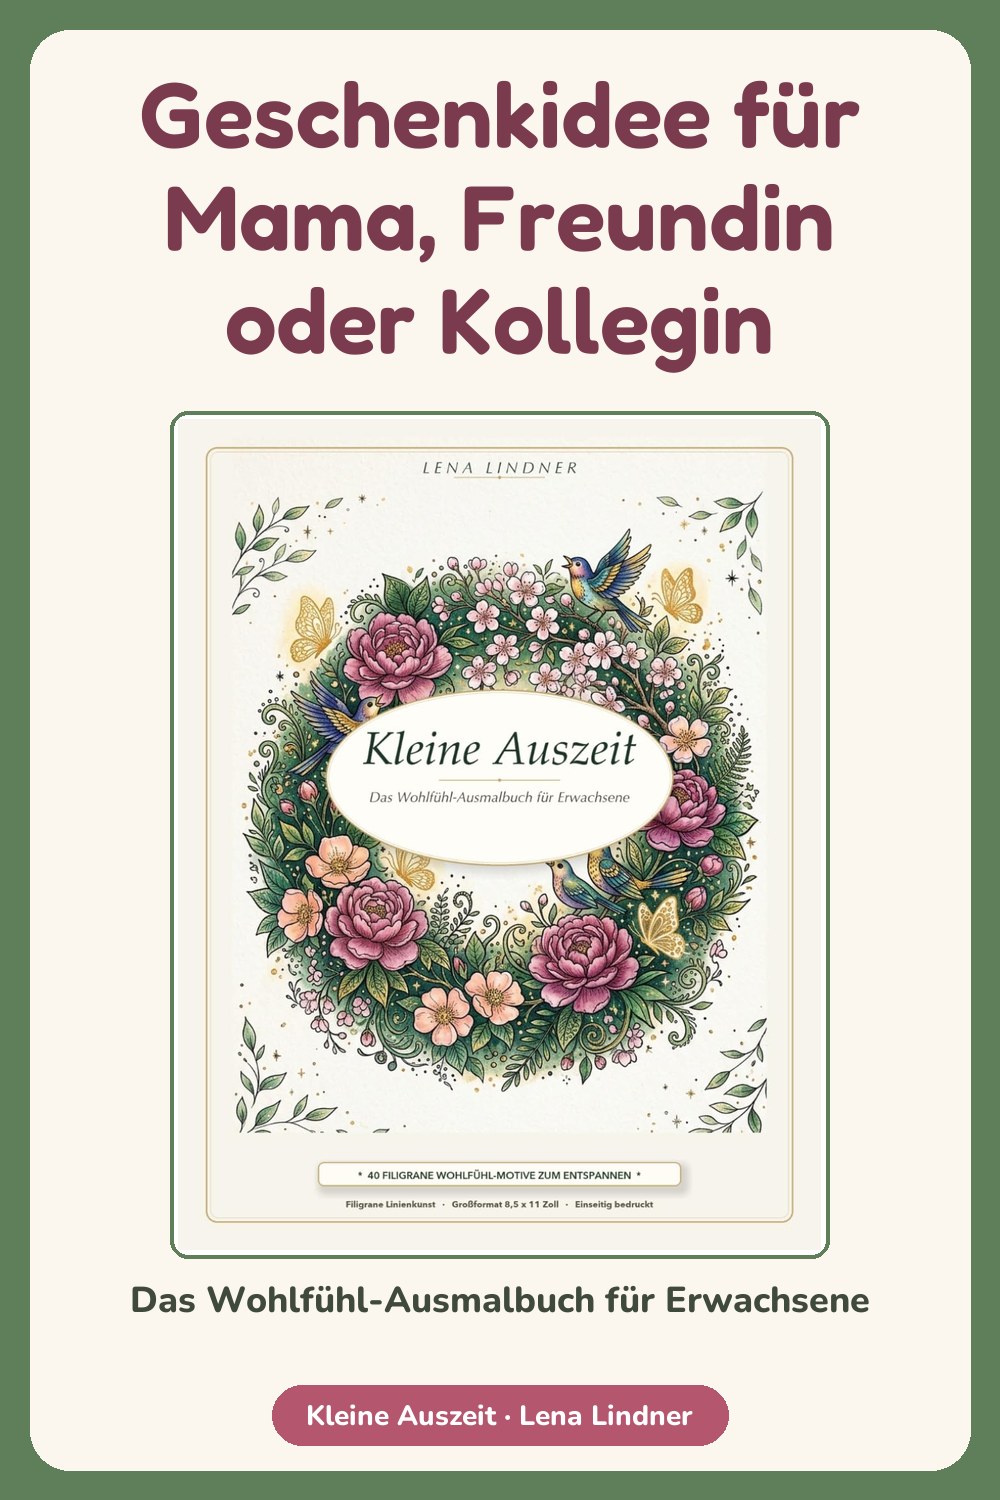 Geschenkidee für
Mama, Freundin
oder Kollegin
LENA LINDNER
Kleine Auszeit
Das Wohlfühl-Ausmalbuch für Erwachsene
* 40 FILIGRANE WOHLFÜHL-MOTIVE ZUM ENTSPANNEN *
Filigrane Linienkunst · Großformat 8,5 x 11 Zoll · Einseitig bedruckt
Das Wohlfühl-Ausmalbuch für Erwachsene
Kleine Auszeit · Lena Lindner